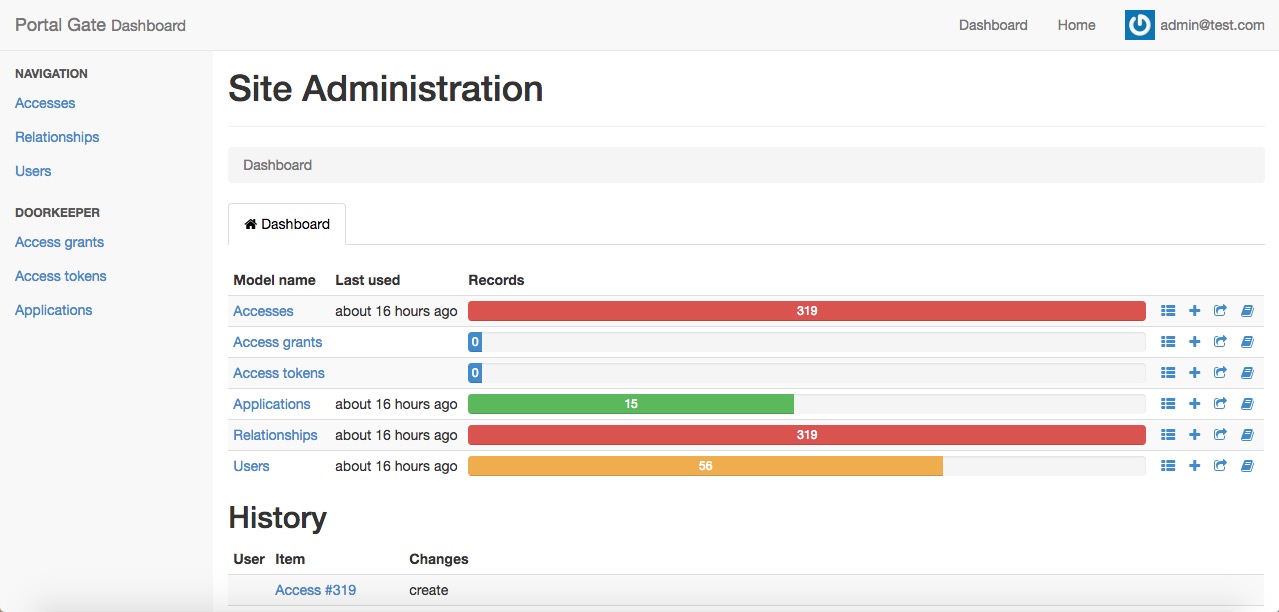 Portal Gate Dashboard
Dashboard Home admin@test.com
NAVIGATION
Accesses
Relationships
Users
DOORKEEPER
Access grants
Access tokens
Applications
Site Administration
Dashboard
Dashboard
Model name Last used Records
Accesses about 16 hours ago 319
Access grants 0
Access tokens 0
Applications about 16 hours ago 15
Relationships about 16 hours ago 319
Users about 16 hours ago 56
History
User Item Changes
Access #319 create